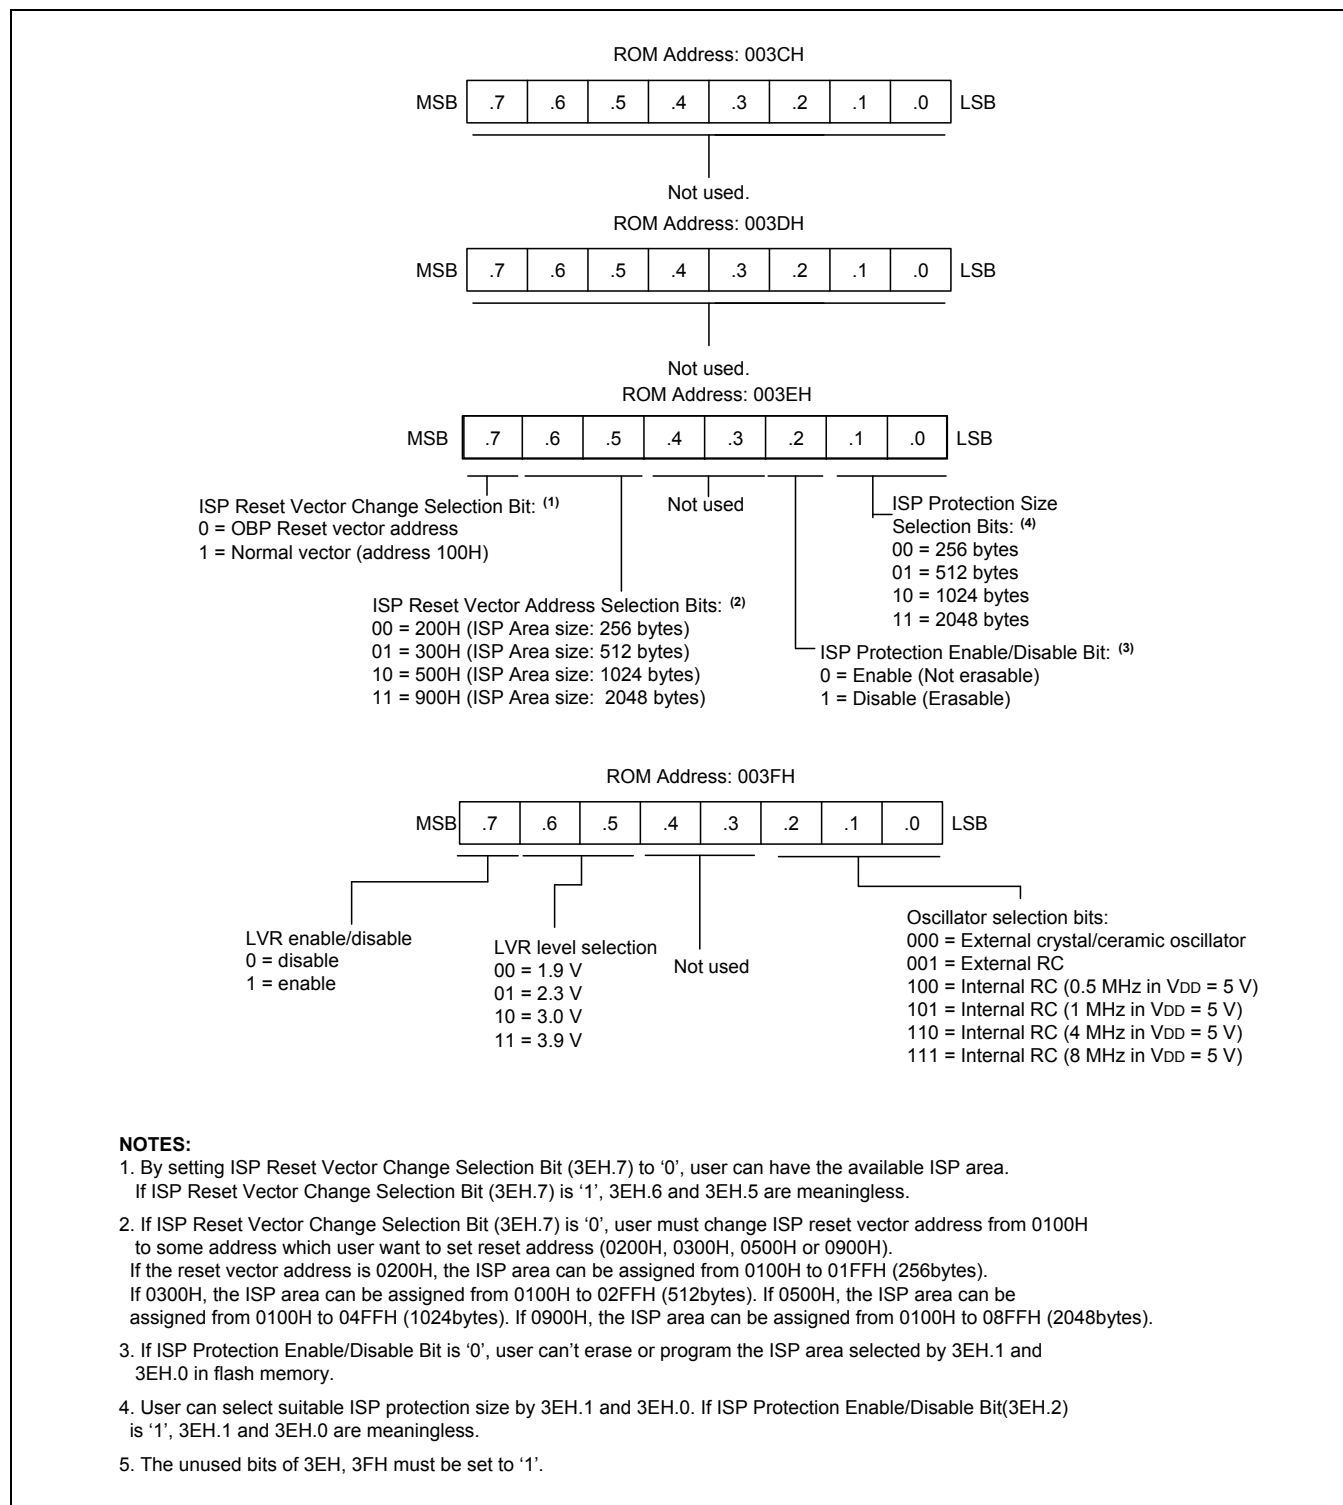 ROM Address: 003CH
MSB .7 .6 .5 .4 .3 .2 .1 .0 LSB
Not used.
ROM Address: 003DH
MSB .7 .6 .5 .4 .3 .2 .1 .0 LSB
Not used.
ROM Address: 003EH
MSB .7 .6 .5 .4 .3 .2 .1 .0 LSB
ISP Reset Vector Change Selection Bit: (1)
0 = OBP Reset vector address
1 = Normal vector (address 100H)
Not used
ISP Protection Size
Selection Bits: (4)
00 = 256 bytes
01 = 512 bytes
10 = 1024 bytes
11 = 2048 bytes
ISP Reset Vector Address Selection Bits: (2)
00 = 200H (ISP Area size: 256 bytes)
01 = 300H (ISP Area size: 512 bytes)
10 = 500H (ISP Area size: 1024 bytes)
11 = 900H (ISP Area size: 2048 bytes)
ISP Protection Enable/Disable Bit: (3)
0 = Enable (Not erasable)
1 = Disable (Erasable)
ROM Address: 003FH
MSB .7 .6 .5 .4 .3 .2 .1 .0 LSB
LVR enable/disable
0 = disable
1 = enable
LVR level selection
00 = 1.9 V
01 = 2.3 V
10 = 3.0 V
11 = 3.9 V
Not used
Oscillator selection bits:
000 = External crystal/ceramic oscillator
001 = External RC
100 = Internal RC (0.5 MHz in VDD = 5 V)
101 = Internal RC (1 MHz in VDD = 5 V)
110 = Internal RC (4 MHz in VDD = 5 V)
111 = Internal RC (8 MHz in VDD = 5 V)
NOTES:
1. By setting ISP Reset Vector Change Selection Bit (3EH.7) to ‘0’, user can have the available ISP area.
If ISP Reset Vector Change Selection Bit (3EH.7) is ‘1’, 3EH.6 and 3EH.5 are meaningless.
2. If ISP Reset Vector Change Selection Bit (3EH.7) is ‘0’, user must change ISP reset vector address from 0100H
to some address which user want to set reset address (0200H, 0300H, 0500H or 0900H).
If the reset vector address is 0200H, the ISP area can be assigned from 0100H to 01FFH (256bytes).
If 0300H, the ISP area can be assigned from 0100H to 02FFH (512bytes). If 0500H, the ISP area can be
assigned from 0100H to 04FFH (1024bytes). If 0900H, the ISP area can be assigned from 0100H to 08FFH (2048bytes).
3. If ISP Protection Enable/Disable Bit is ‘0’, user can’t erase or program the ISP area selected by 3EH.1 and
3EH.0 in flash memory.
4. User can select suitable ISP protection size by 3EH.1 and 3EH.0. If ISP Protection Enable/Disable Bit(3EH.2)
is ‘1’, 3EH.1 and 3EH.0 are meaningless.
5. The unused bits of 3EH, 3FH must be set to ‘1’.